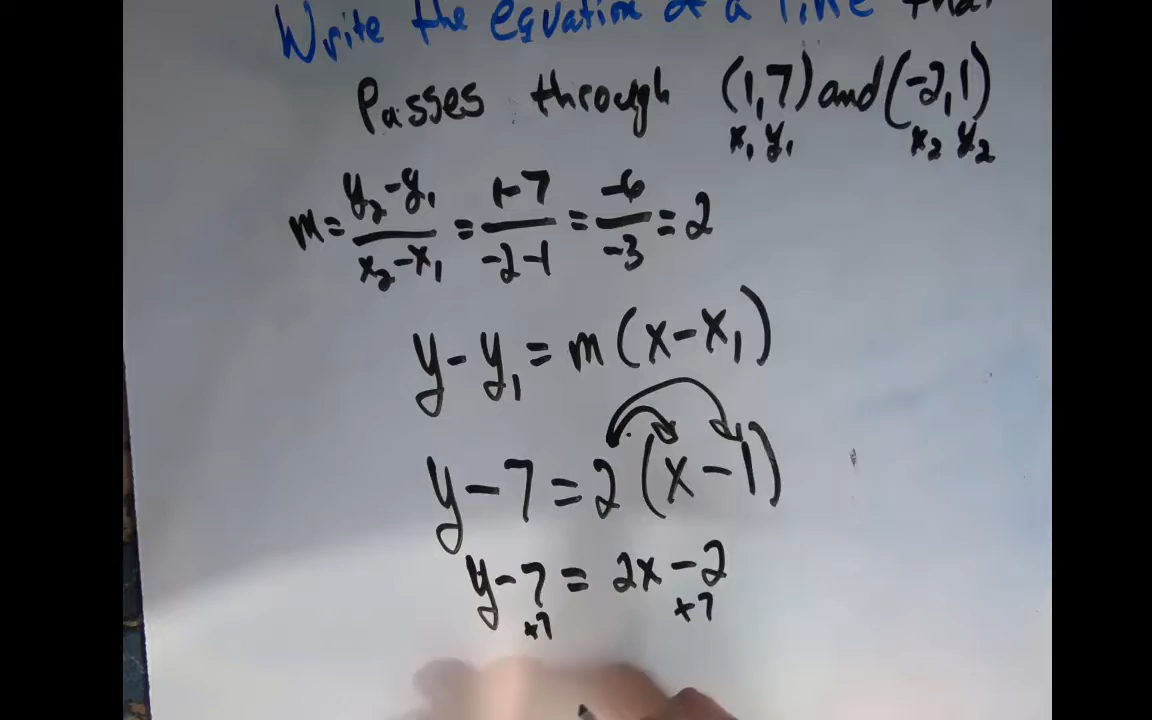 Write the equation of a line that
Passes through (1,7) and (-2,1)
x₁ y₁ x₂ y₂
m = y₂-y₁/x₂-x₁ = 1-7/-2-1 = -6/-3 = 2
y - y₁ = m(x - x₁)
y - 7 = 2(x - 1)
y - 7 = 2x - 2
+7 +7